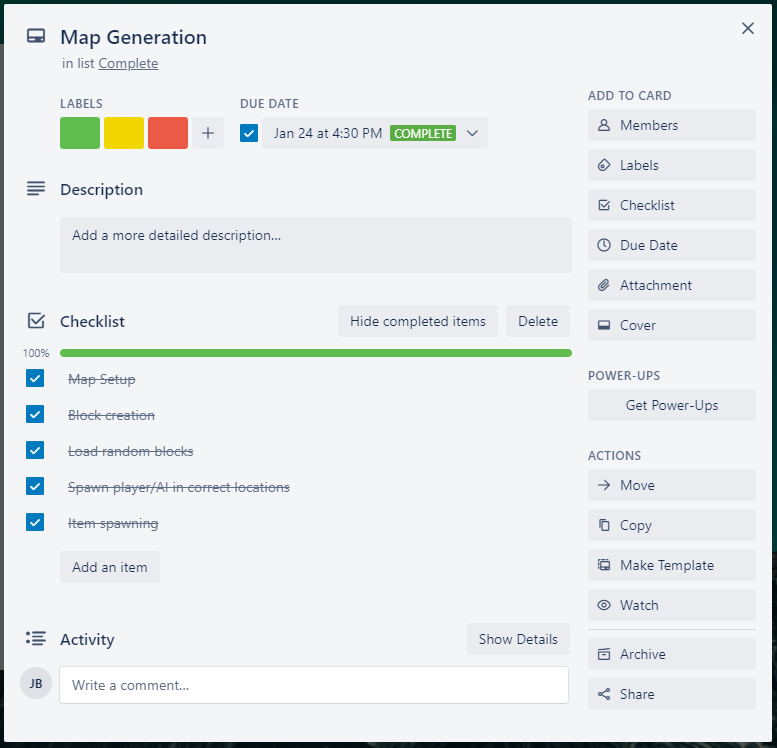 Map Generation
in list Complete
LABELS
DUE DATE
Jan 24 at 4:30 PM COMPLETE
Description
Add a more detailed description...
Checklist
Hide completed items
Delete
100%
Map Setup
Block creation
Load random blocks
Spawn player/AI in correct locations
Item spawning
Add an item
Activity
Show Details
JB
Write a comment...
ADD TO CARD
Members
Labels
Checklist
Due Date
Attachment
Cover
POWER-UPS
Get Power-Ups
ACTIONS
Move
Copy
Make Template
Watch
Archive
Share